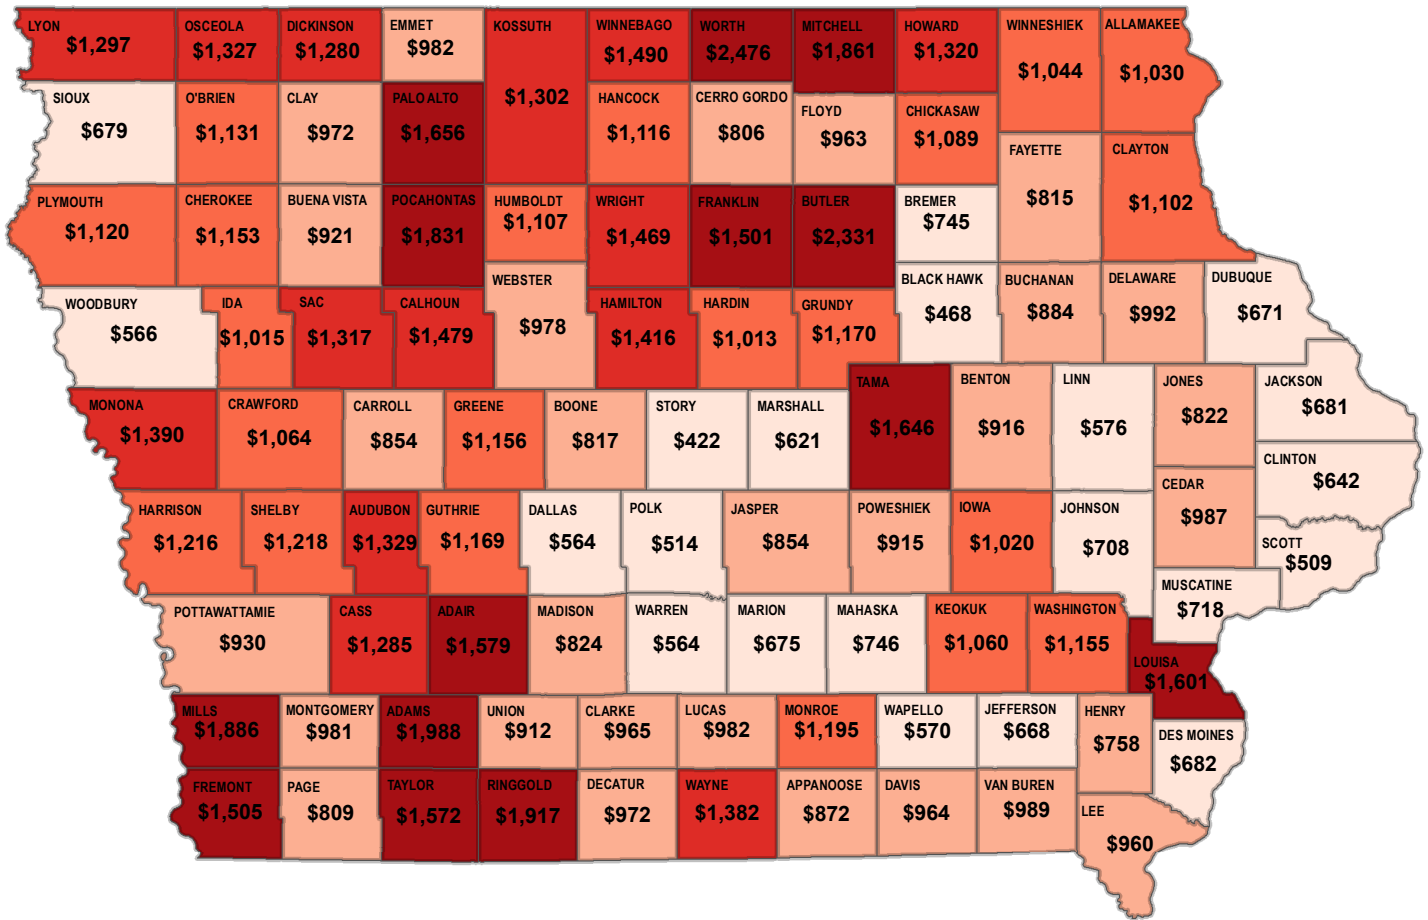 LYON
$1,297
OSCEOLA
$1,327
DICKINSON
$1,280
EMMET
$982
KOSSUTH
$1,302
WINNEBAGO
$1,490
WORTH
$2,476
MITCHELL
$1,861
HOWARD
$1,320
WINNESHIEK
$1,044
ALLAMAKEE
$1,030
SIOUX
$679
O'BRIEN
$1,131
CLAY
$972
PALO ALTO
$1,656
HANCOCK
$1,116
CERRO GORDO
$806
FLOYD
$963
CHICKASAW
$1,089
FAYETTE
$815
CLAYTON
$1,102
PLYMOUTH
$1,120
CHEROKEE
$1,153
BUENA VISTA
$921
POCAHONTAS
$1,831
HUMBOLDT
$1,107
WRIGHT
$1,469
FRANKLIN
$1,501
BUTLER
$2,331
BREMER
$745
WOODBURY
$566
IDA
$1,015
SAC
$1,317
CALHOUN
$1,479
WEBSTER
$978
HAMILTON
$1,416
HARDIN
$1,013
GRUNDY
$1,170
BLACK HAWK
$468
BUCHANAN
$884
DELAWARE
$992
DUBUQUE
$671
MONONA
$1,390
CRAWFORD
$1,064
CARROLL
$854
GREENE
$1,156
BOONE
$817
STORY
$422
MARSHALL
$621
TAMA
$1,646
BENTON
$916
LINN
$576
JONES
$822
JACKSON
$681
CLINTON
$642
HARRISON
$1,216
SHELBY
$1,218
AUDUBON
$1,329
GUTHRIE
$1,169
DALLAS
$564
POLK
$514
JASPER
$854
POWESHIEK
$915
IOWA
$1,020
JOHNSON
$708
CEDAR
$987
SCOTT
$509
MUSCATINE
$718
POTTAWATTAMIE
$930
CASS
$1,285
ADAIR
$1,579
MADISON
$824
WARREN
$564
MARION
$675
MAHASKA
$746
KEOKUK
$1,060
WASHINGTON
$1,155
LOUISA
$1,601
MILLS
$1,886
MONTGOMERY
$981
ADAMS
$1,988
UNION
$912
CLARKE
$965
LUCAS
$982
MONROE
$1,195
WAPELLO
$570
JEFFERSON
$668
HENRY
$758
DES MOINES
$682
FREMONT
$1,505
PAGE
$809
TAYLOR
$1,572
RINGGOLD
$1,917
DECATUR
$972
WAYNE
$1,382
APPANOOSE
$872
DAVIS
$964
VAN BUREN
$989
LEE
$960